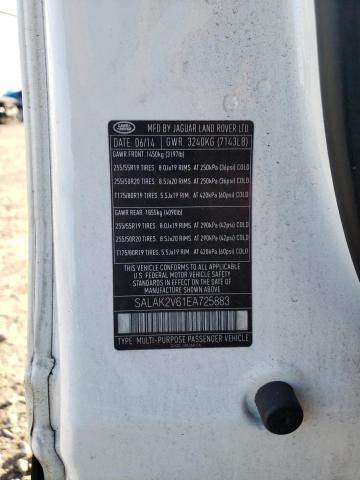 LAND ROVER
MFD BY JAGUAR LAND ROVER LTD
DATE 06/14 GWR 3240KG (7143LB)
GAWR FRONT 1450kg (3197lb)
255/55R19 TIRES 8.0Jx19 RIMS AT 250kPa (36psi) COLD
255/50R20 TIRES 8.5Jx20 RIMS AT 250kPa (36psi) COLD
T175/80R19 TIRES 5.5Jx19 RIM AT 420kPa (60psi) COLD
GAWR REAR 1855kg (4090lb)
255/55R19 TIRES 8.0Jx19 RIMS AT 290kPa (42psi) COLD
255/50R20 TIRES 8.5Jx20 RIMS AT 290kPa (42psi) COLD
T175/80R19 TIRES 5.5Jx19 RIM AT 420kPa (60psi) COLD
THIS VEHICLE CONFORMS TO ALL APPLICABLE
U.S. FEDERAL MOTOR VEHICLE SAFETY
STANDARDS IN EFFECT ON THE DATE OF
MANUFACTURE SHOWN ABOVE
SALAK2V61EA725883
TYPE: MULTI-PURPOSE PASSENGER VEHICLE